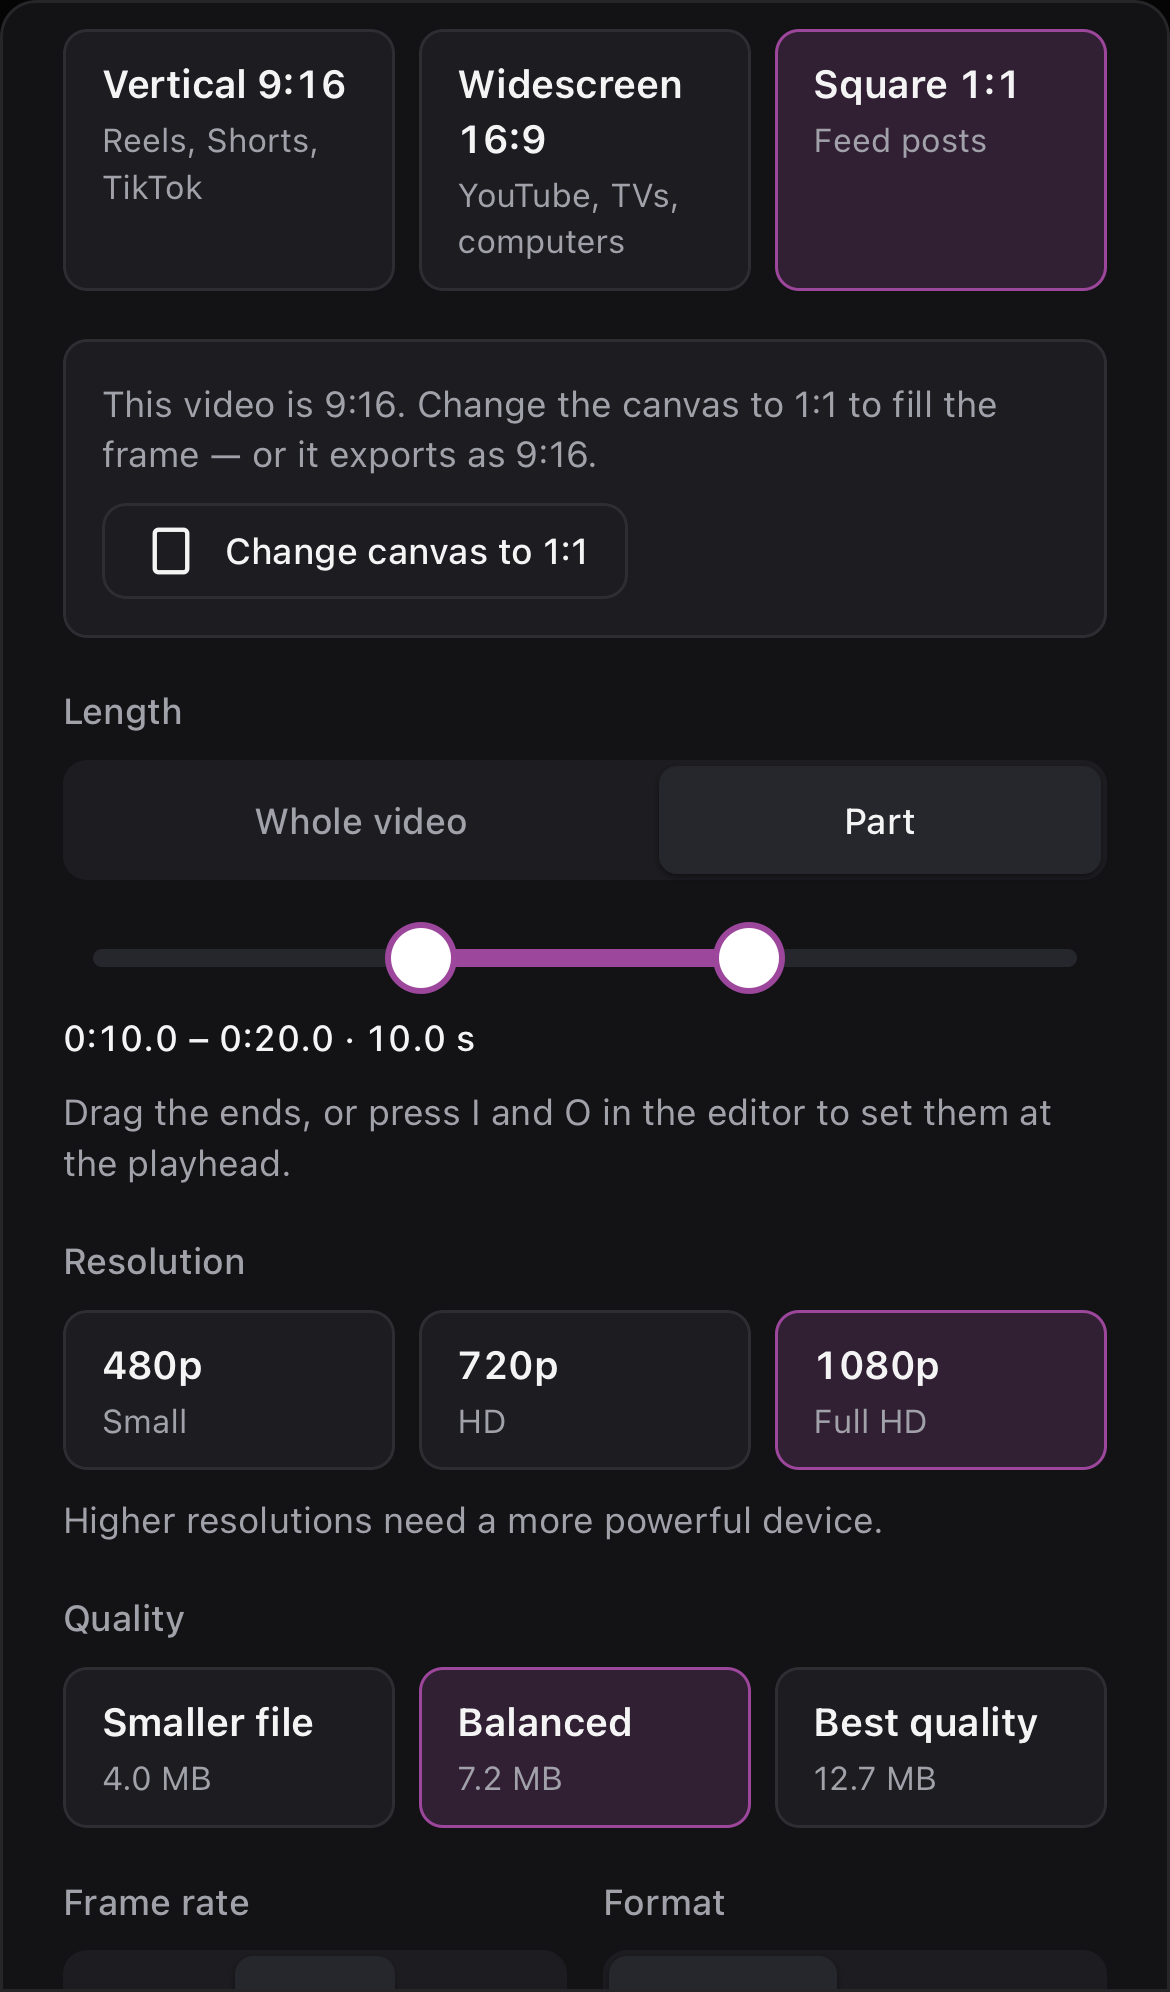 Vertical 9:16
Reels, Shorts,
TikTok
Widescreen
16:9
YouTube, TVs,
computers
Square 1:1
Feed posts
This video is 9:16. Change the canvas to 1:1 to fill the
frame — or it exports as 9:16.
Change canvas to 1:1
Length
Whole video
Part
0:10.0 – 0:20.0 · 10.0 s
Drag the ends, or press I and O in the editor to set them at
the playhead.
Resolution
480p
Small
720p
HD
1080p
Full HD
Higher resolutions need a more powerful device.
Quality
Smaller file
4.0 MB
Balanced
7.2 MB
Best quality
12.7 MB
Frame rate
Format